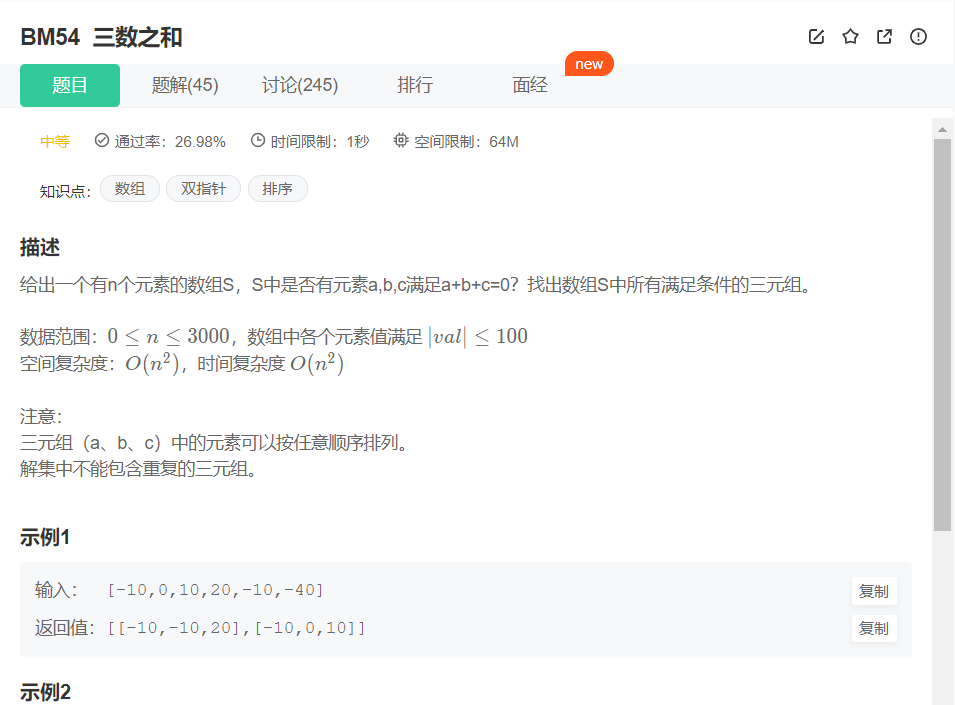 BM54 三数之和
题目 题解(45) 讨论(245) 排行 面经 new
中等 通过率：26.98% 时间限制：1秒 空间限制：64M
知识点： 数组 双指针 排序
描述
给出一个有n个元素的数组S，S中是否有元素a,b,c满足a+b+c=0？找出数组S中所有满足条件的三元组。
数据范围：0 ≤ n ≤ 3000，数组中各个元素值满足 |val| ≤ 100
空间复杂度：O(n²)，时间复杂度 O(n²)
注意：
三元组（a、b、c）中的元素可以按任意顺序排列。
解集中不能包含重复的三元组。
示例1
输入： [-10,0,10,20,-10,-40] 复制
返回值： [[-10,-10,20],[-10,0,10]] 复制
示例2